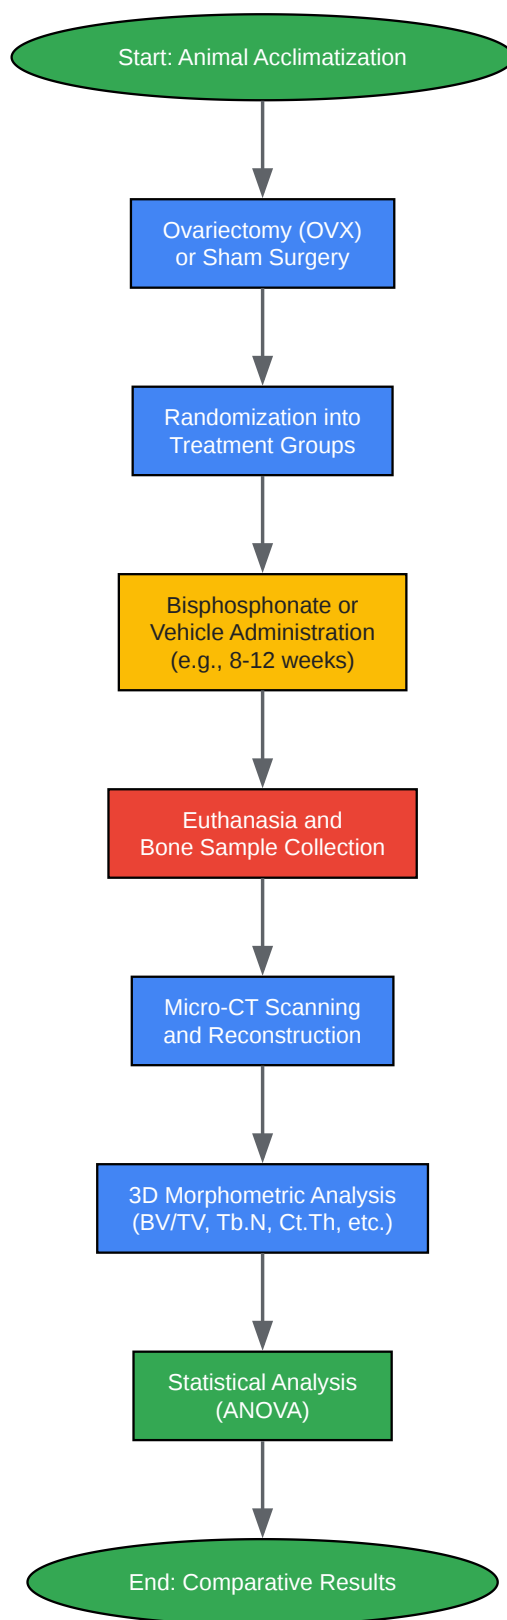 Start: Animal Acclimatization
Ovariectomy (OVX)
or Sham Surgery
Randomization into
Treatment Groups
Bisphosphonate or
Vehicle Administration
(e.g., 8-12 weeks)
Euthanasia and
Bone Sample Collection
Micro-CT Scanning
and Reconstruction
3D Morphometric Analysis
(BV/TV, Tb.N, Ct.Th, etc.)
Statistical Analysis
(ANOVA)
End: Comparative Results